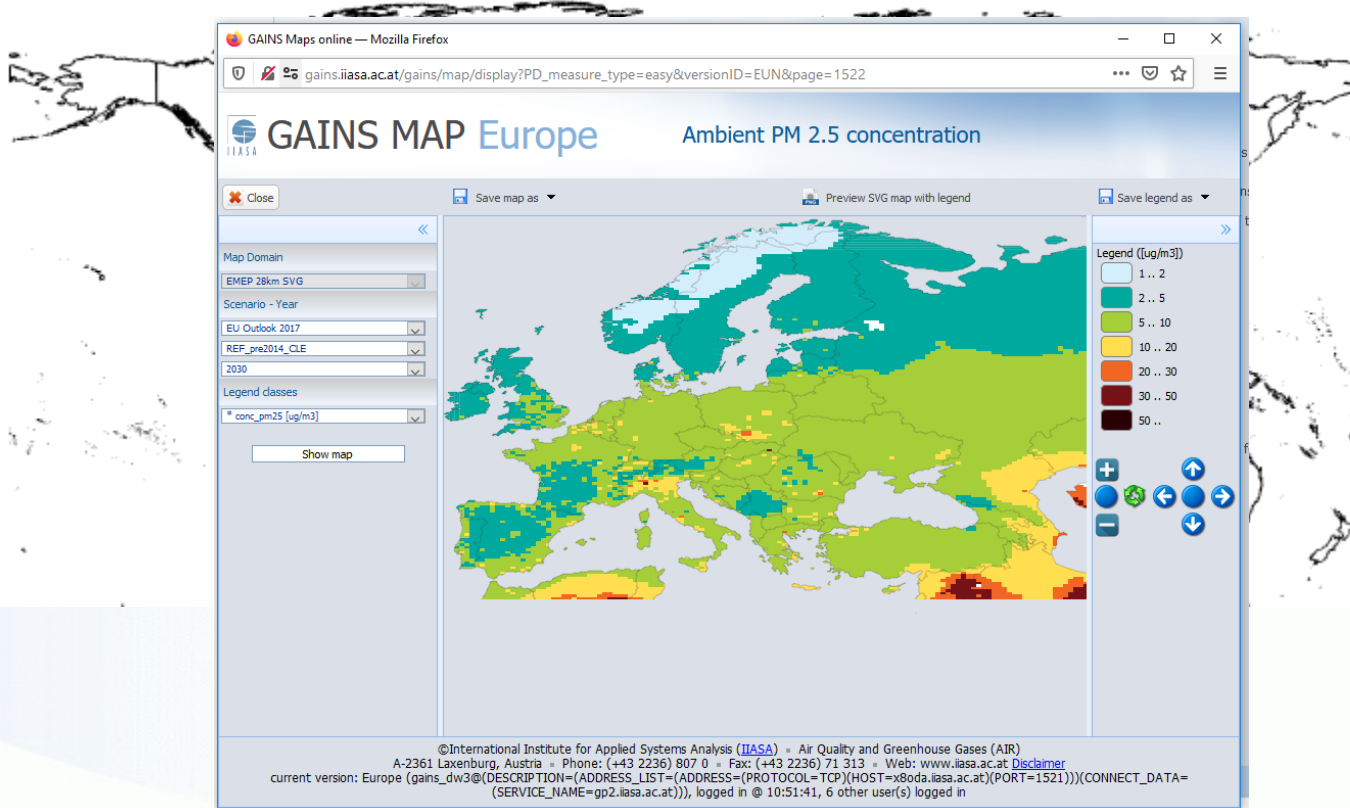 GAINS Maps online — Mozilla Firefox
gains.iiasa.ac.at/gains/map/display?PD_measure_type=easy&versionID=EUN&page=1522
IIASA
GAINS MAP Europe
Ambient PM 2.5 concentration
Close
Save map as
Preview SVG map with legend
Save legend as
Map Domain
EMEP 28km SVG
Scenario - Year
EU Outlook 2017
REF_pre2014_CLE
2030
Legend classes
* conc_pm25 [ug/m3]
Show map
Legend ([ug/m3])
1 .. 2
2 .. 5
5 .. 10
10 .. 20
20 .. 30
30 .. 50
50 ..
©International Institute for Applied Systems Analysis (IIASA) ▫ Air Quality and Greenhouse Gases (AIR)
A-2361 Laxenburg, Austria ▫ Phone: (+43 2236) 807 0 ▫ Fax: (+43 2236) 71 313 ▫ Web: www.iiasa.ac.at Disclaimer
current version: Europe (gains_dw3@(DESCRIPTION=(ADDRESS_LIST=(ADDRESS=(PROTOCOL=TCP)(HOST=x8oda.iiasa.ac.at)(PORT=1521)))(CONNECT_DATA=
(SERVICE_NAME=gp2.iiasa.ac.at))), logged in @ 10:51:41, 6 other user(s) logged in